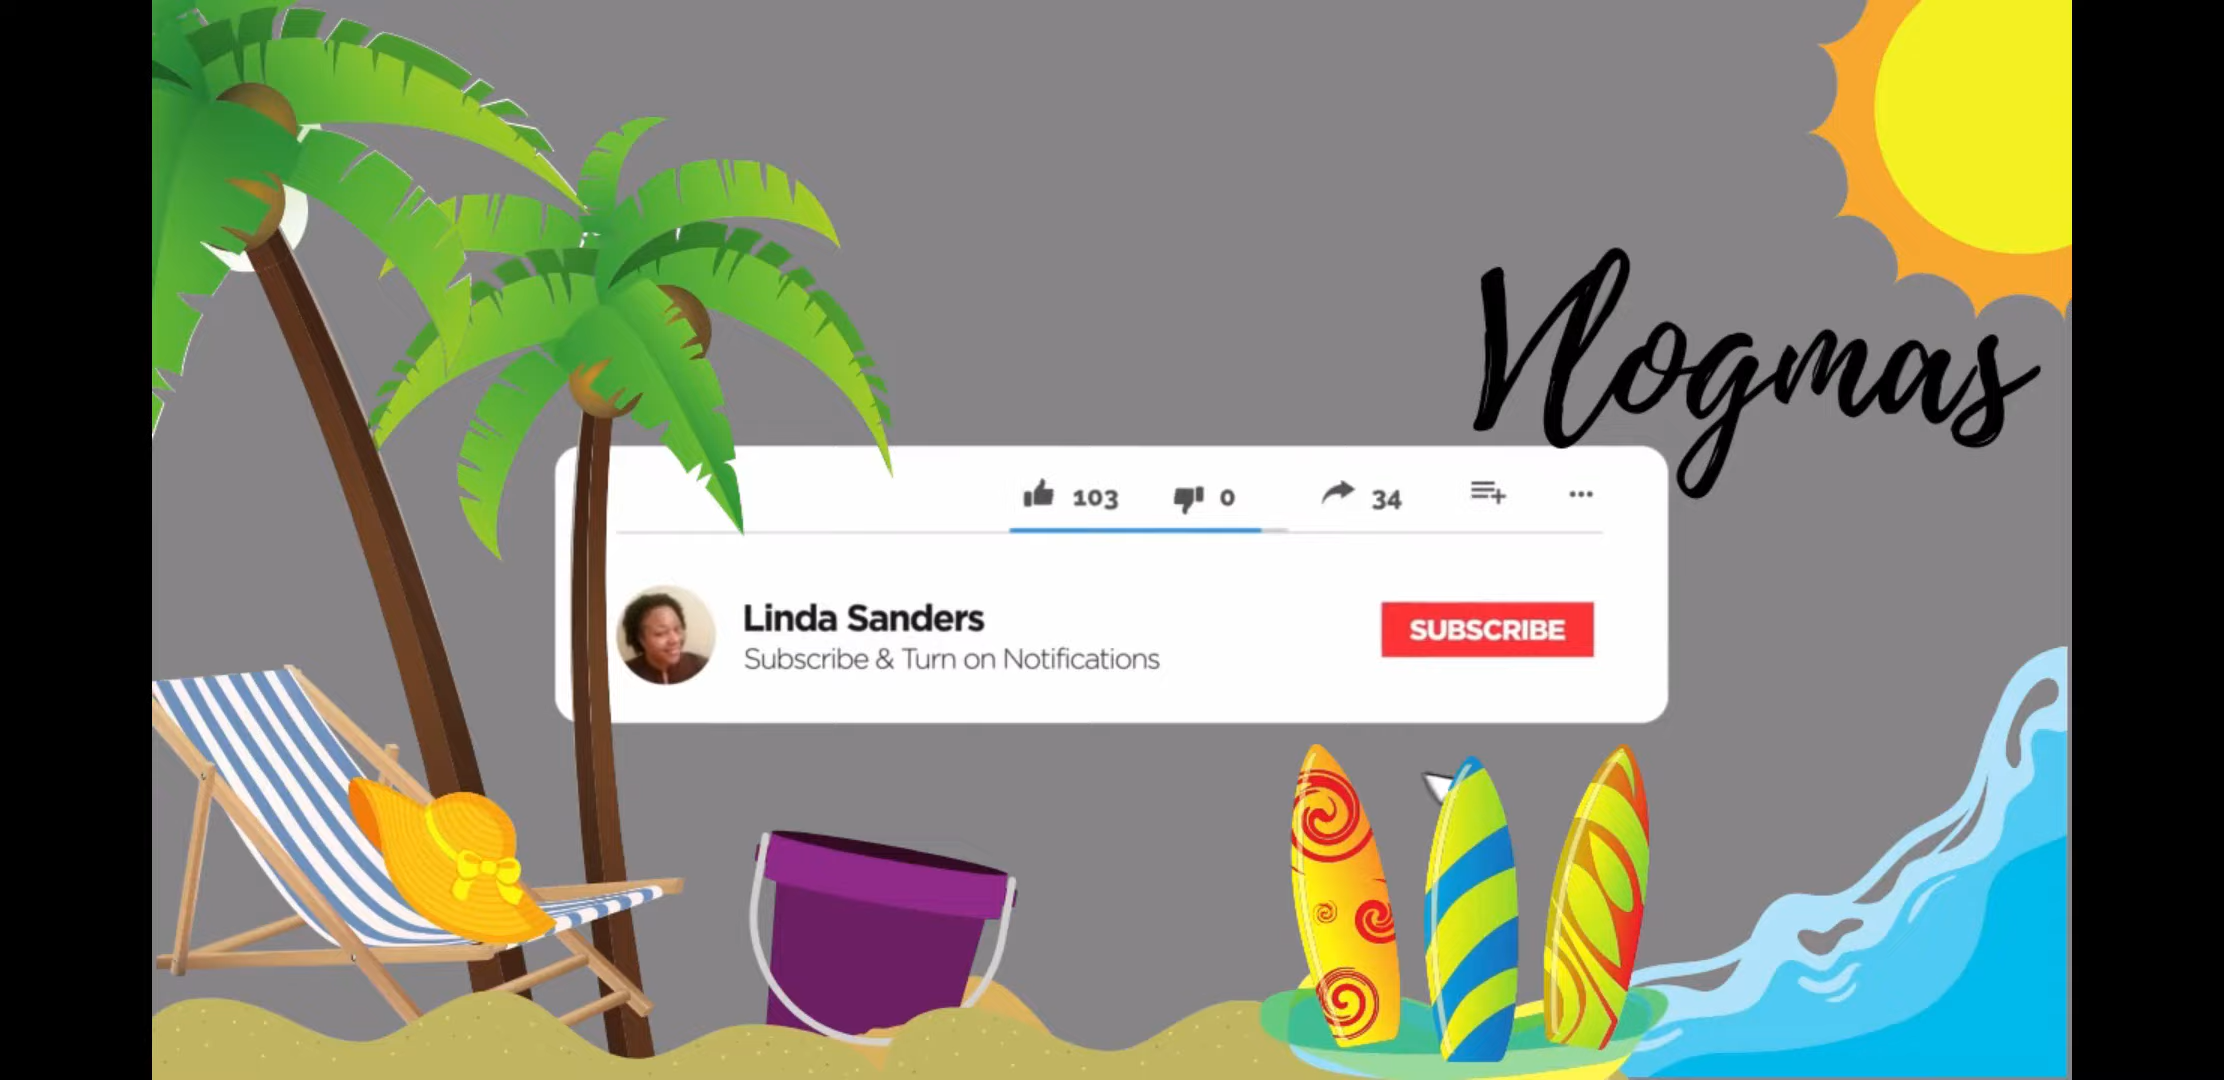 Vlogmas
103 0 34
Linda Sanders
Subscribe & Turn on Notifications
SUBSCRIBE